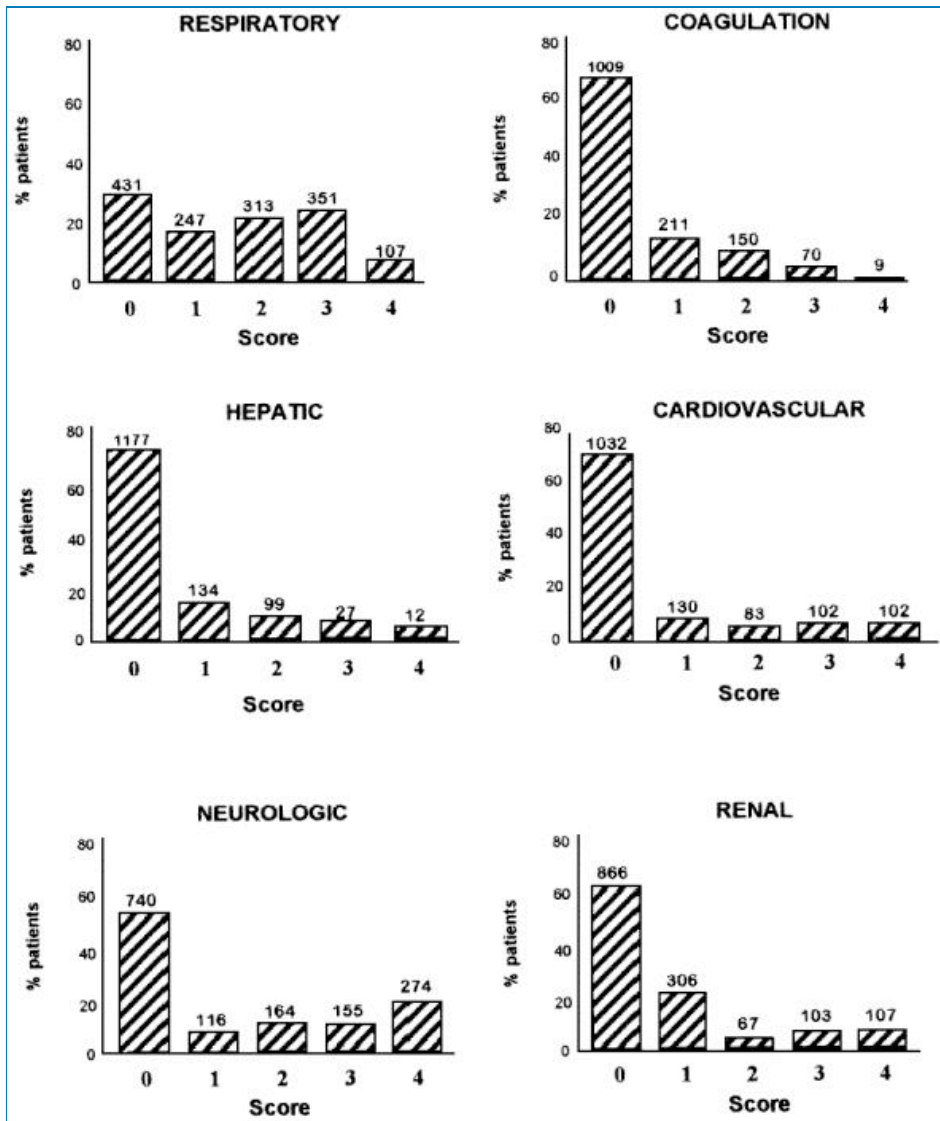 RESPIRATORY
% patients
80
60
40
20
0
431
247
313
351
107
0 1 2 3 4
Score
COAGULATION
% patients
80
60
40
20
0
1009
211
150
70
9
0 1 2 3 4
Score
HEPATIC
% patients
80
60
40
20
0
1177
134
99
27
12
0 1 2 3 4
Score
CARDIOVASCULAR
% patients
80
60
40
20
0
1032
130
83
102
102
0 1 2 3 4
Score
NEUROLOGIC
% patients
80
60
40
20
0
740
116
164
155
274
0 1 2 3 4
Score
RENAL
% patients
80
60
40
20
0
866
306
67
103
107
0 1 2 3 4
Score